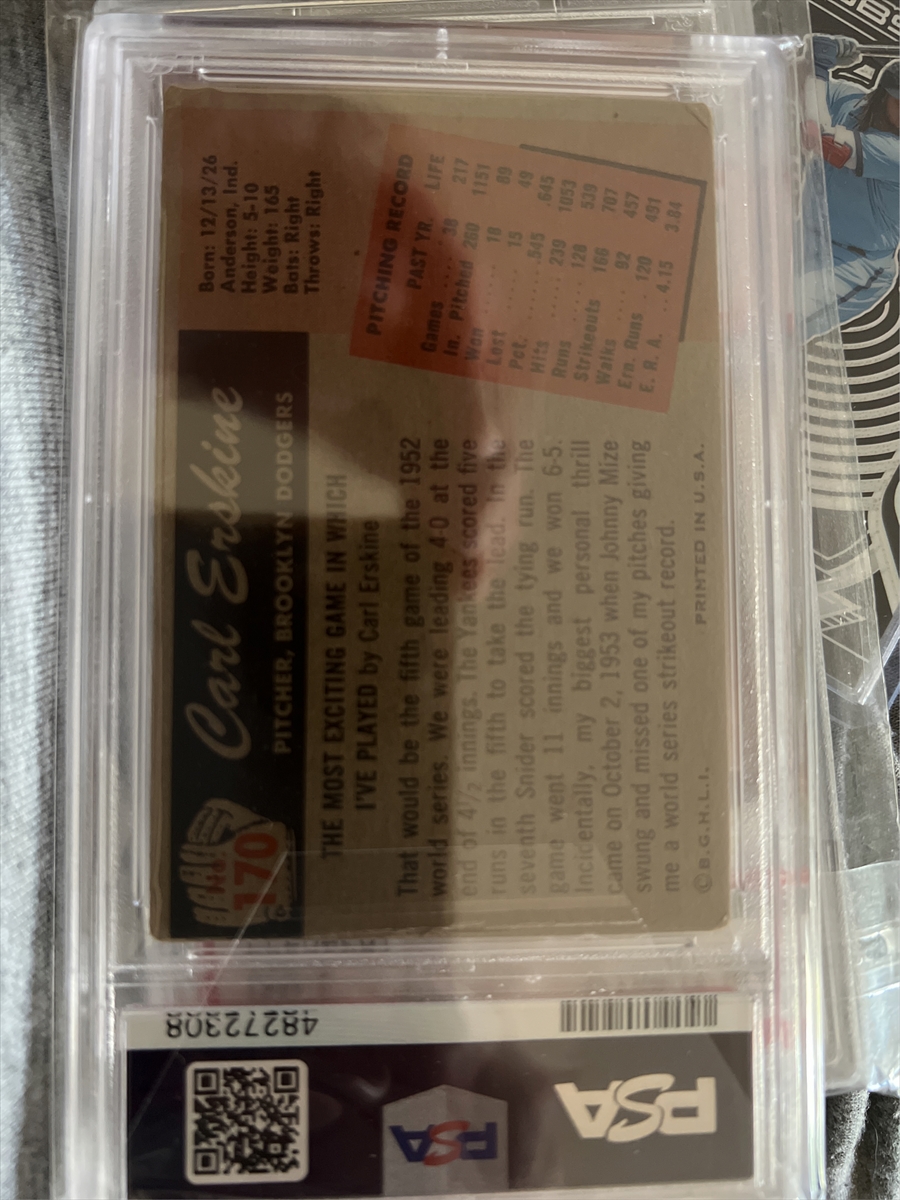 No.
170
Carl Erskine
PITCHER, BROOKLYN DODGERS
Born: 12/13/26
Anderson, Ind.
Height: 5-10
Weight: 165
Bats: Right
Throws: Right
THE MOST EXCITING GAME IN WHICH
I'VE PLAYED by Carl Erskine
That would be the fifth game of the 1952
world series. We were leading 4-0 at the
end of 4½ innings. The Yankees scored five
runs in the fifth to take the lead. In the
seventh Snider scored the tying run. The
game went 11 innings and we won 6-5.
Incidentally, my biggest personal thrill
came on October 2, 1953 when Johnny Mize
swung and missed one of my pitches giving
me a world series strikeout record.
© B.G.H.L.I. PRINTED IN U.S.A.
PITCHING RECORD
PAST YR. LIFE
Games .... 39 217
In. Pitched 260 1151
Won ...... 18 89
Lost ...... 15 49
Pct. ....... .545 .645
Hits ....... 239 1053
Runs ...... 128 539
Strikeouts 166 707
Walks .... 92 457
Ern. Runs 120 491
E. R. A. .. 4.15 3.84
48272308
PSA
PSA